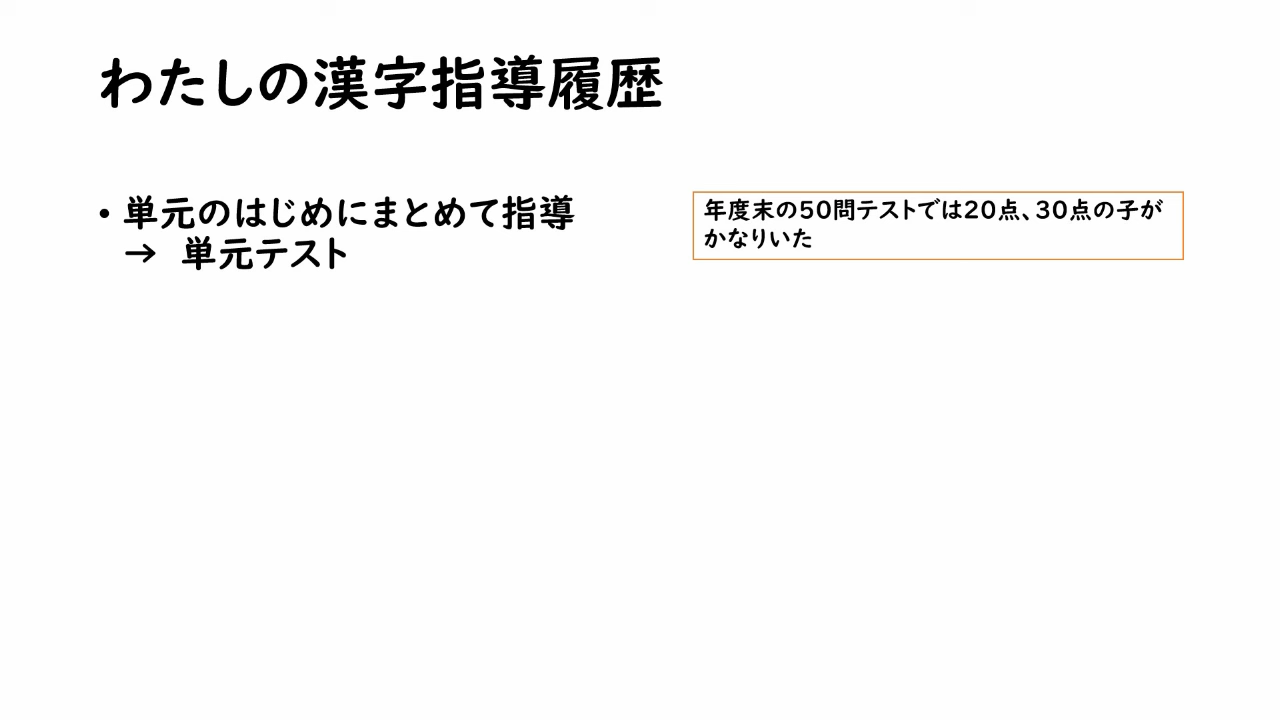 わたしの漢字指導履歴
• 単元のはじめにまとめて指導
→ 単元テスト
年度末の50問テストでは20点、30点の子が
かなりいた